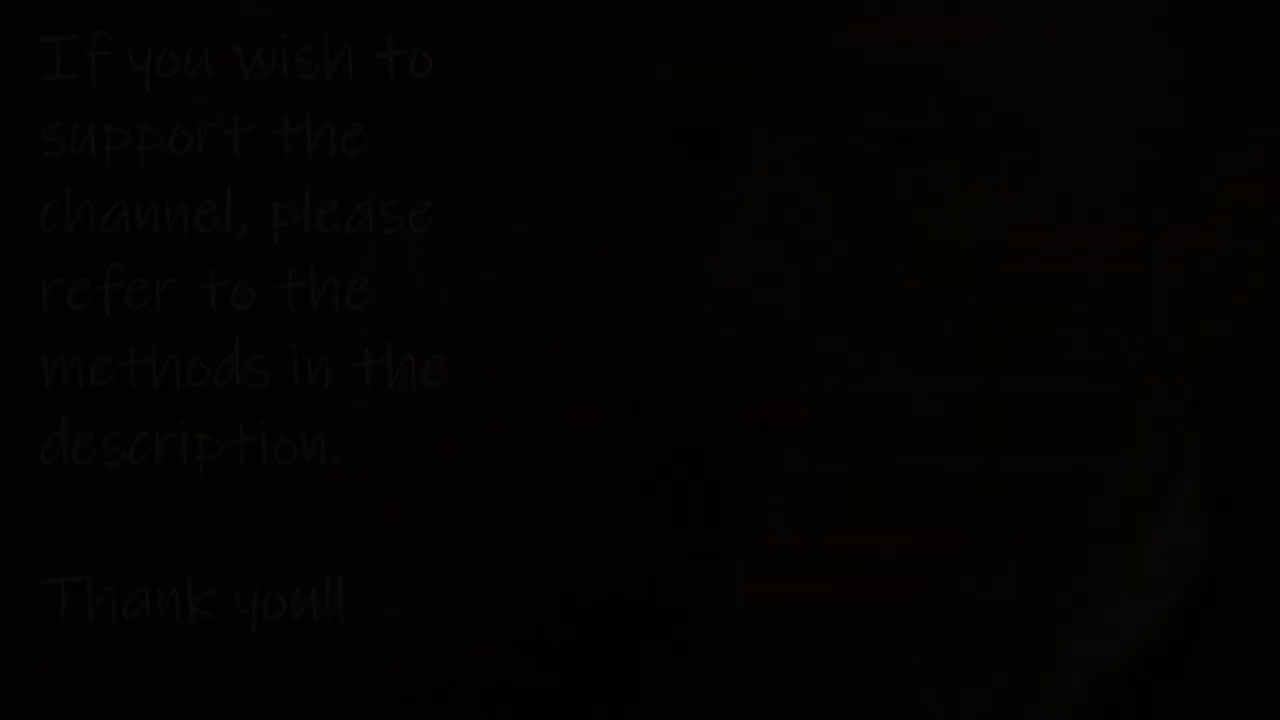 If you wish to
support the
channel, please
refer to the
methods in the
description.
Thank you!!